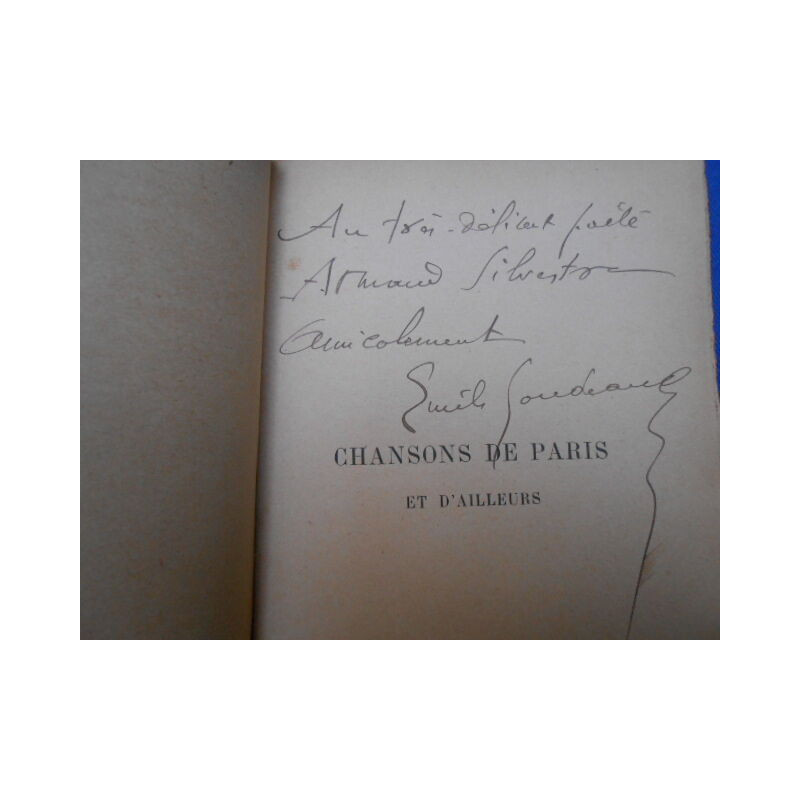 Au très-délicat poète
Armand Silvestre
Amicalement
Emile Goudeau
CHANSONS DE PARIS
ET D'AILLEURS